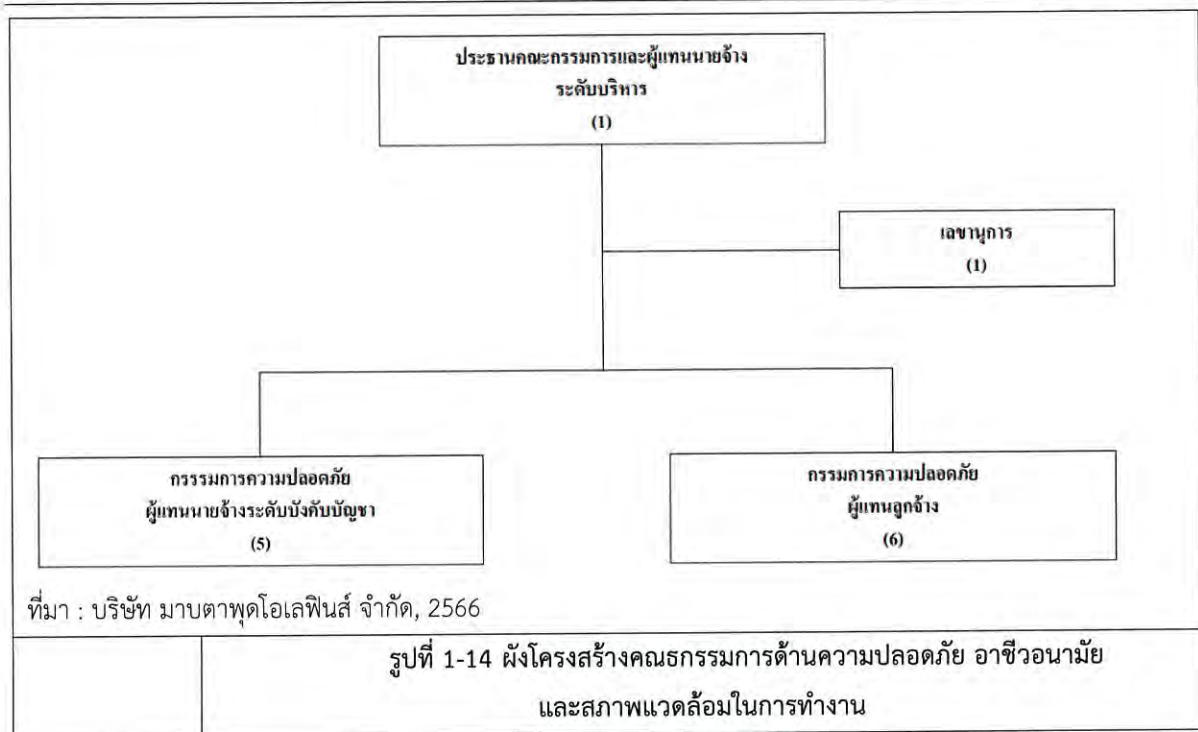 ประธานคณะกรรมการและผู้แทนนายจ้าง
ระดับบริหาร
(1)
เลขานุการ
(1)
กรรรมการความปลอดภัย
ผู้แทนนายจ้างระดับบังคับบัญชา
(5)
กรรมการความปลอดภัย
ผู้แทนลูกจ้าง
(6)
ที่มา : บริษัท มาบตาพุดโอเลฟินส์ จำกัด, 2566
รูปที่ 1-14 ผังโครงสร้างคณธกรรมการด้านความปลอดภัย อาชีวอนามัย
และสภาพแวดล้อมในการทำงาน